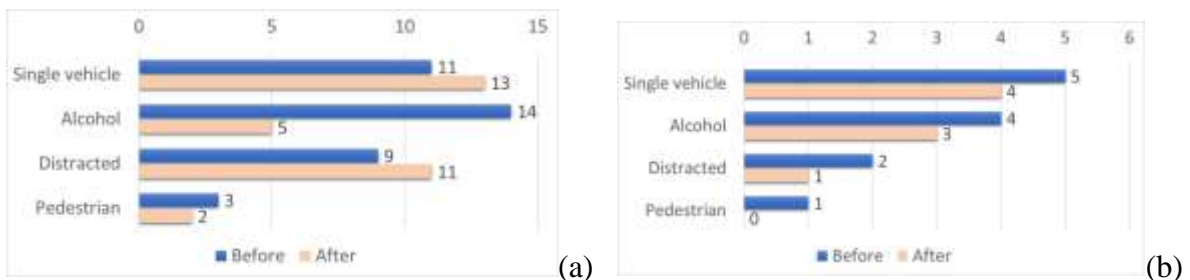 0 5 10 15
Single vehicle 11
13
Alcohol 14
5
Distracted 9
11
Pedestrian 3
2
Before After
(a)
0 1 2 3 4 5 6
Single vehicle 5
4
Alcohol 4
3
Distracted 2
1
Pedestrian 1
0
Before After
(b)